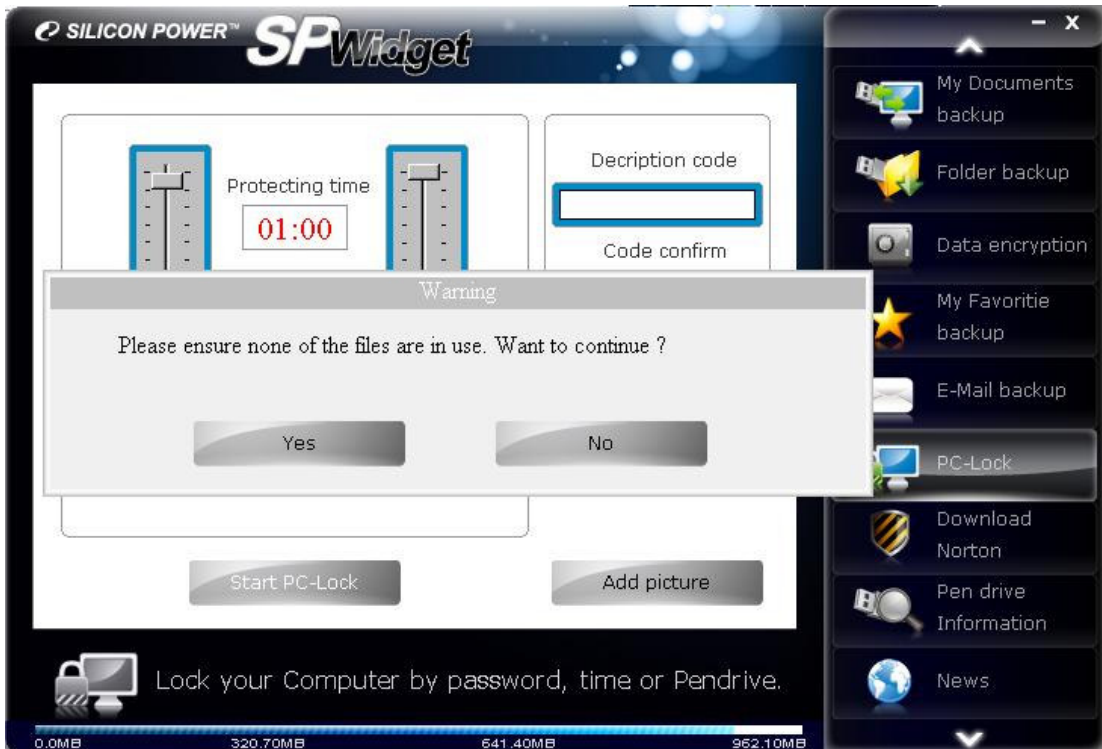 SILICON POWER™ SPWidget
- x
Protecting time
01:00
Decription code
Code confirm
Warning
Please ensure none of the files are in use. Want to continue ?
Yes No
Start PC-Lock Add picture
Lock your Computer by password, time or Pendrive.
0.0MB 320.70MB 641.40MB 962.10MB
My Documents
backup
Folder backup
Data encryption
My Favoritie
backup
E-Mail backup
PC-Lock
Download
Norton
Pen drive
Information
News